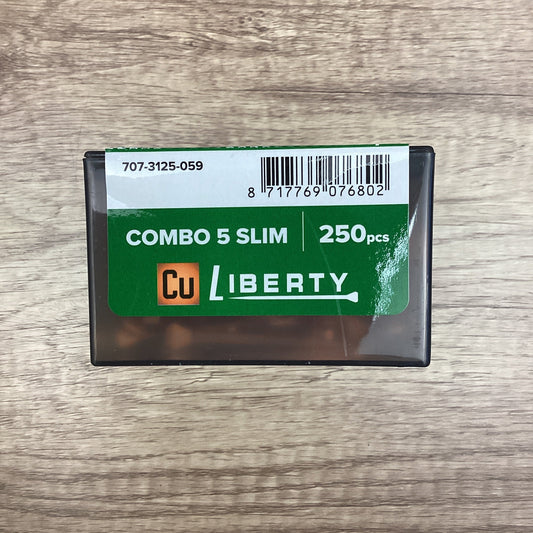 707-3125-059
8 717769 076802
COMBO 5 SLIM | 250pcs
Cu LIBERTY